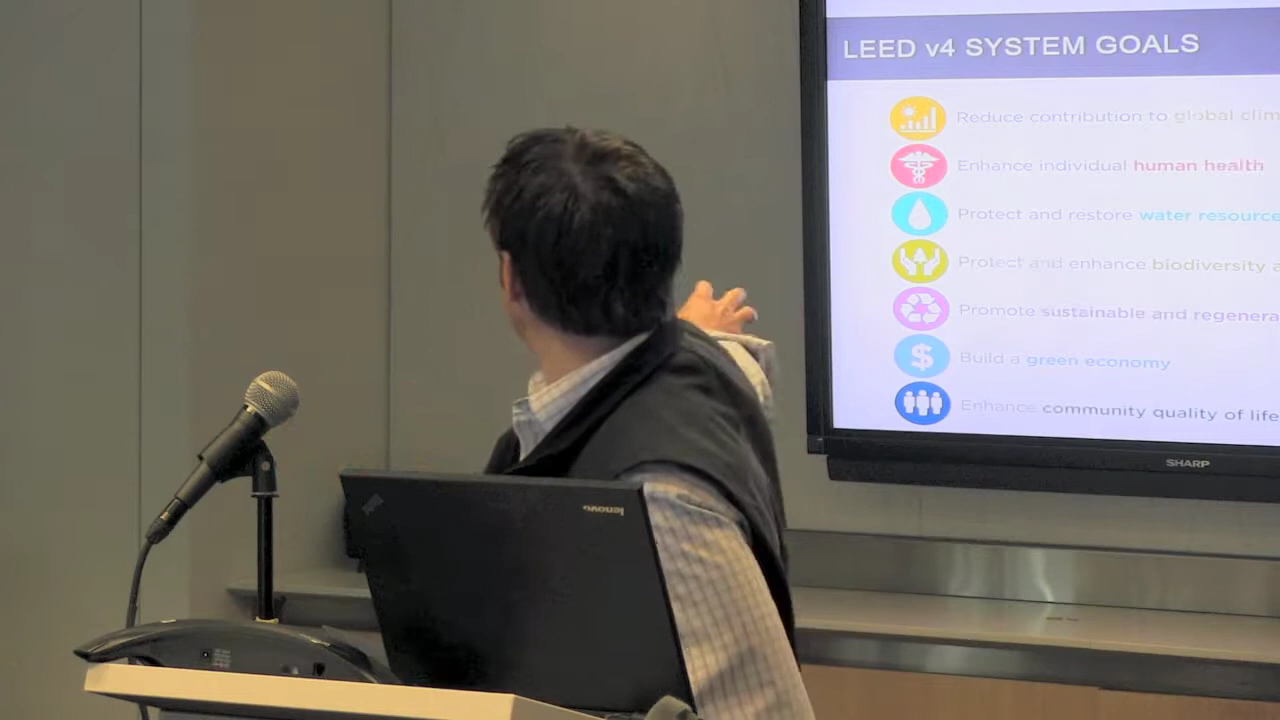 LEED v4 SYSTEM GOALS
Reduce contribution to global clim
Enhance individual human health
Protect and restore water resource
Protect and enhance biodiversity a
Promote sustainable and regenera
Build a green economy
Enhance community quality of life
SHARP
lenovo